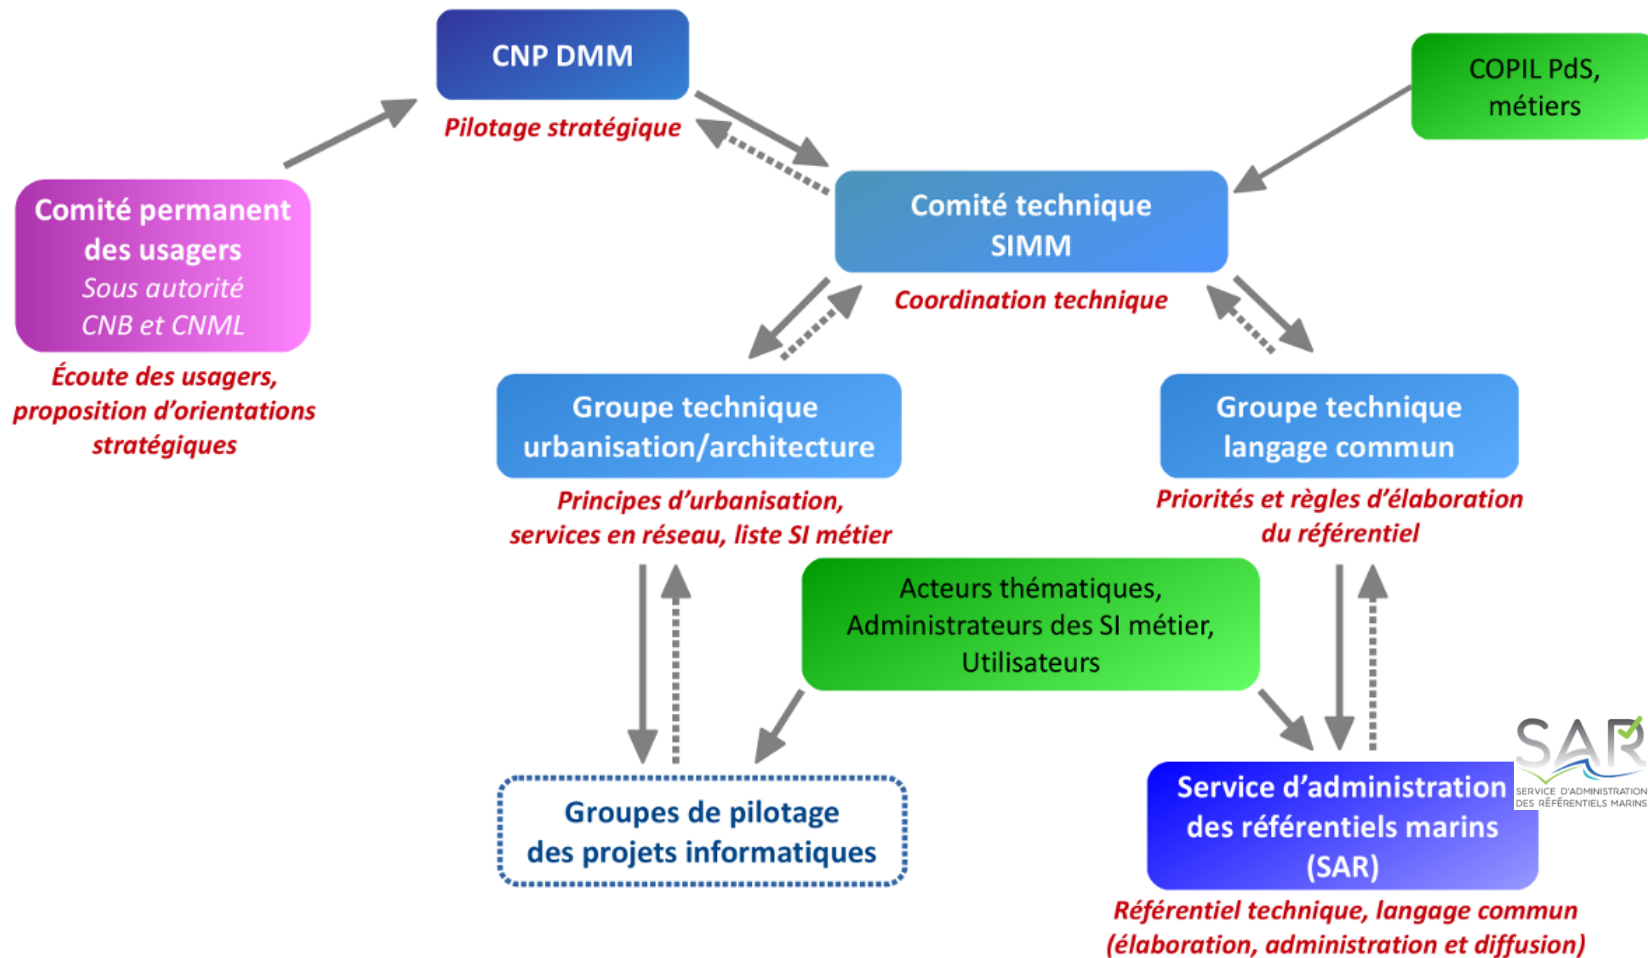 CNP DMM
Pilotage stratégique
COPIL PdS,
métiers
Comité permanent
des usagers
Sous autorité
CNB et CNML
Écoute des usagers,
proposition d’orientations
stratégiques
Comité technique
SIMM
Coordination technique
Groupe technique
urbanisation/architecture
Principes d’urbanisation,
services en réseau, liste SI métier
Groupe technique
langage commun
Priorités et règles d’élaboration
du référentiel
Acteurs thématiques,
Administrateurs des SI métier,
Utilisateurs
Groupes de pilotage
des projets informatiques
Service d’administration
des référentiels marins
(SAR)
SAR
SERVICE D’ADMINISTRATION
DES RÉFÉRENTIELS MARINS
Référentiel technique, langage commun
(élaboration, administration et diffusion)